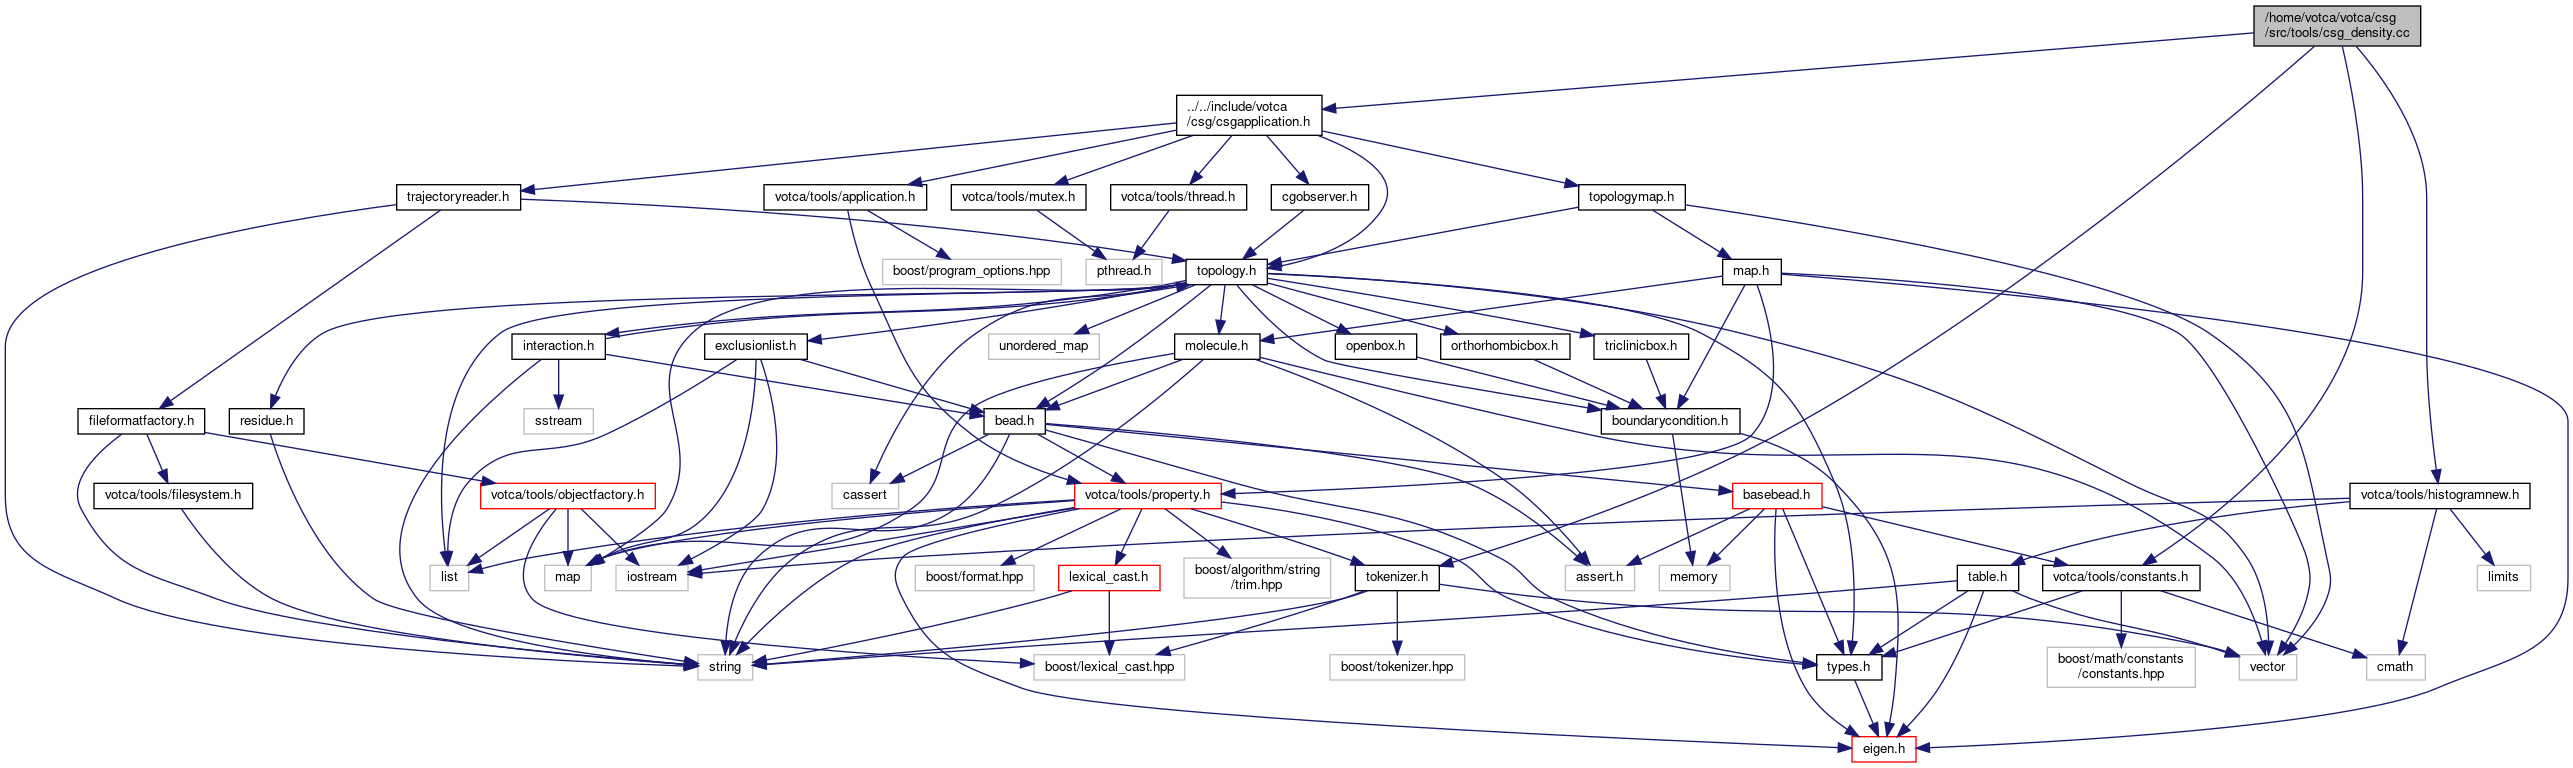 /home/votca/votca/csg
/src/tools/csg_density.cc
../../include/votca
/csg/csgapplication.h
trajectoryreader.h
votca/tools/application.h
votca/tools/mutex.h
votca/tools/thread.h
cgobserver.h
topologymap.h
boost/program_options.hpp
pthread.h
topology.h
map.h
interaction.h
exclusionlist.h
unordered_map
molecule.h
openbox.h
orthorhombicbox.h
triclinicbox.h
fileformatfactory.h
residue.h
sstream
bead.h
boundarycondition.h
votca/tools/filesystem.h
votca/tools/objectfactory.h
cassert
votca/tools/property.h
basebead.h
votca/tools/histogramnew.h
list
map
iostream
boost/format.hpp
lexical_cast.h
boost/algorithm/string
/trim.hpp
tokenizer.h
assert.h
memory
table.h
votca/tools/constants.h
limits
string
boost/lexical_cast.hpp
boost/tokenizer.hpp
types.h
boost/math/constants
/constants.hpp
vector
cmath
eigen.h